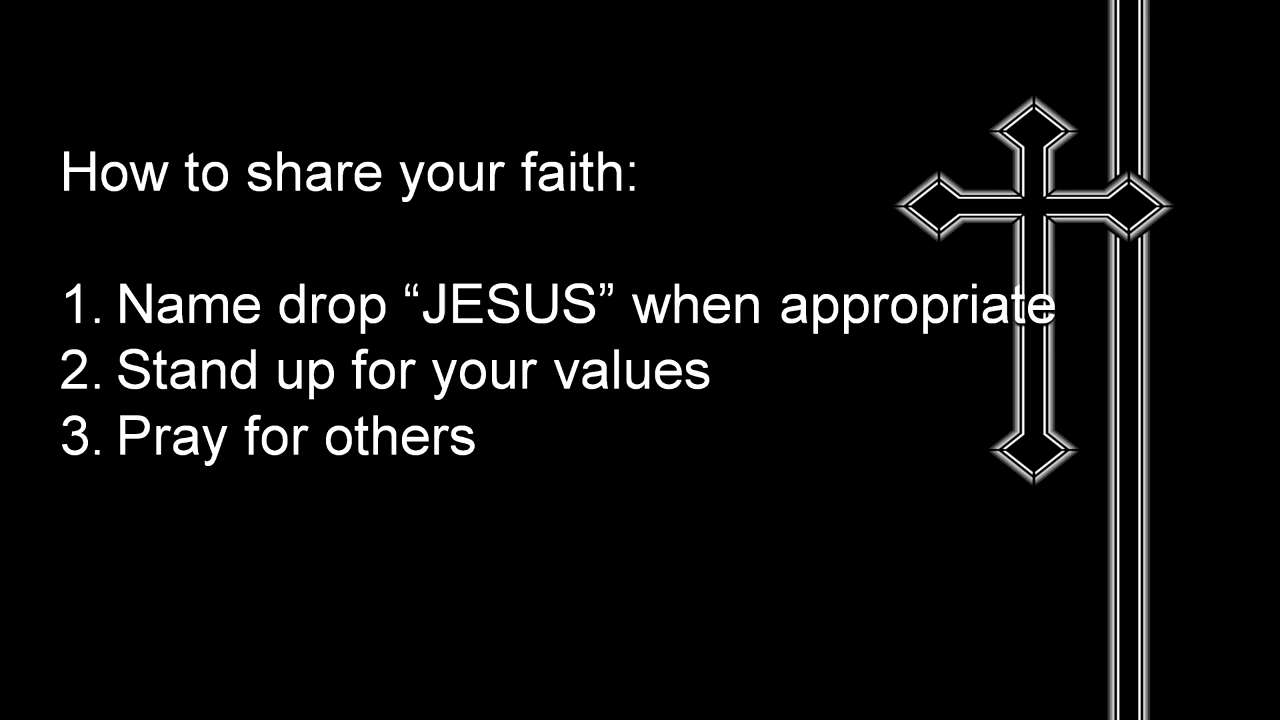 How to share your faith:
1. Name drop “JESUS” when appropriate
2. Stand up for your values
3. Pray for others